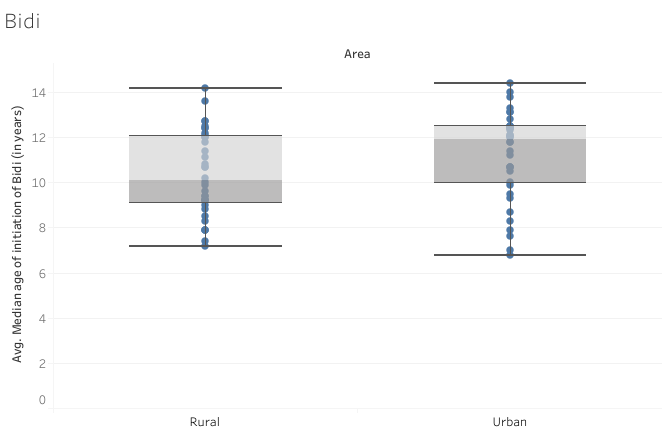 Bidi
Area
Avg. Median age of initiation of Bidi (in years)
14
12
10
8
6
4
2
0
Rural
Urban